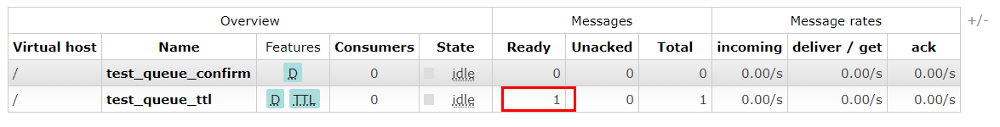 Overview Messages Message rates +/-
Virtual host Name Features Consumers State Ready Unacked Total incoming deliver / get ack
/ test_queue_confirm D 0 idle 0 0 0 0.00/s 0.00/s 0.00/s
/ test_queue_ttl D TTL 0 idle 1 0 1 0.00/s 0.00/s 0.00/s